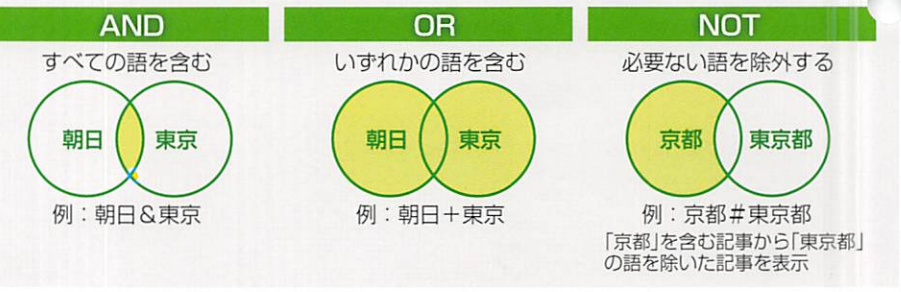 AND
すべての語を含む
朝日
東京
例：朝日＆東京
OR
いずれかの語を含む
朝日
東京
例：朝日＋東京
NOT
必要ない語を除外する
京都
東京都
例：京都＃東京都
「京都」を含む記事から「東京都」
の語を除いた記事を表示